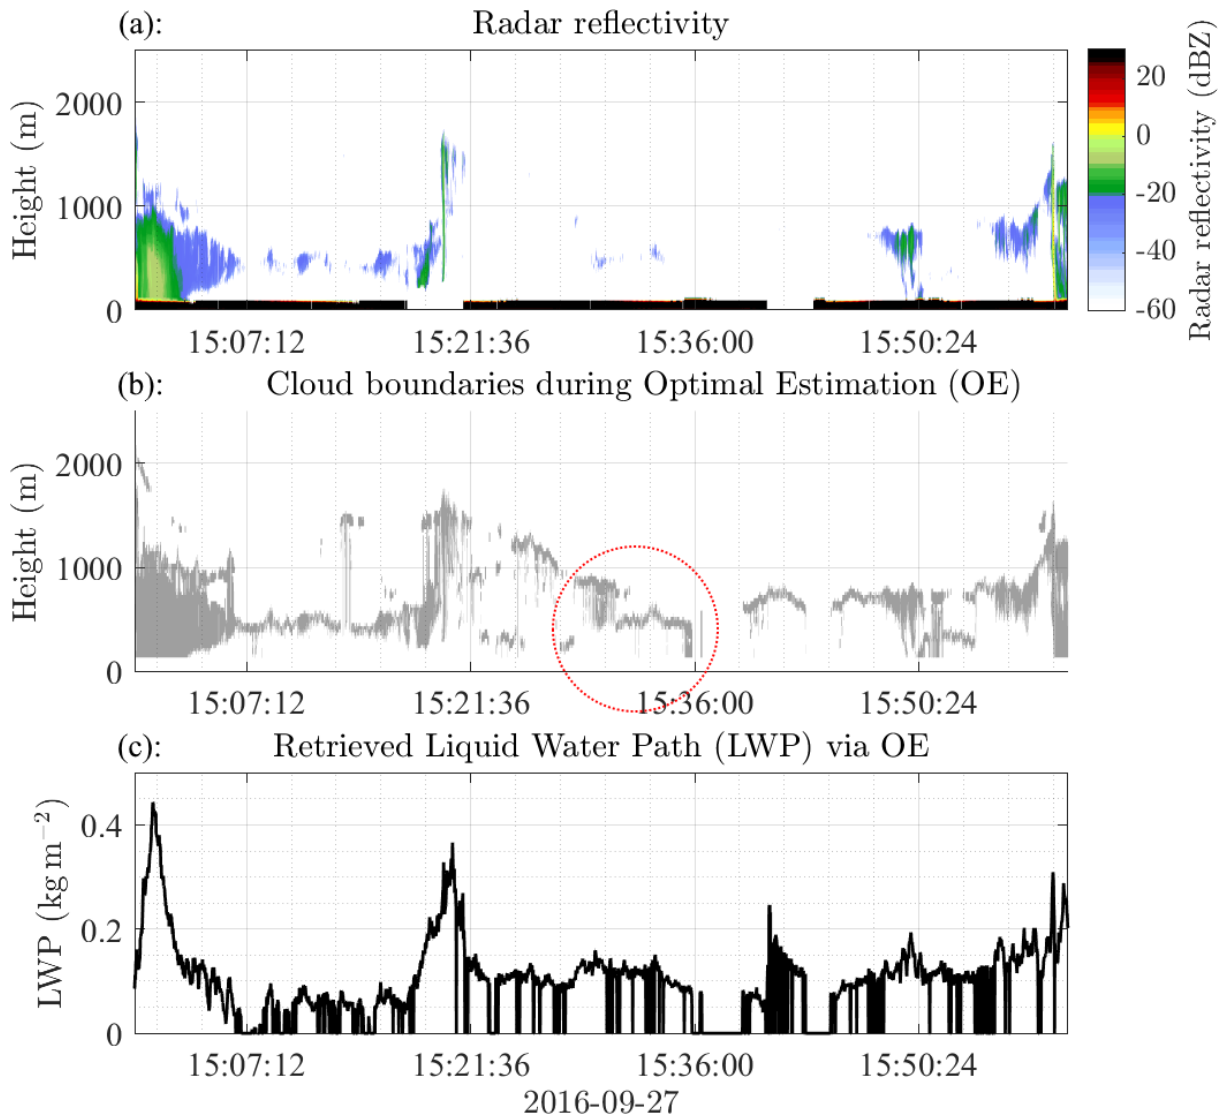 (a): Radar reflectivity
Height (m)
2000
1000
0
15:07:12 15:21:36 15:36:00 15:50:24
20
0
-20
-40
-60
Radar reflectivity (dBZ)
(b): Cloud boundaries during Optimal Estimation (OE)
Height (m)
2000
1000
0
15:07:12 15:21:36 15:36:00 15:50:24
(c): Retrieved Liquid Water Path (LWP) via OE
LWP (kg m⁻²)
0.4
0.2
0
15:07:12 15:21:36 15:36:00 15:50:24
2016-09-27